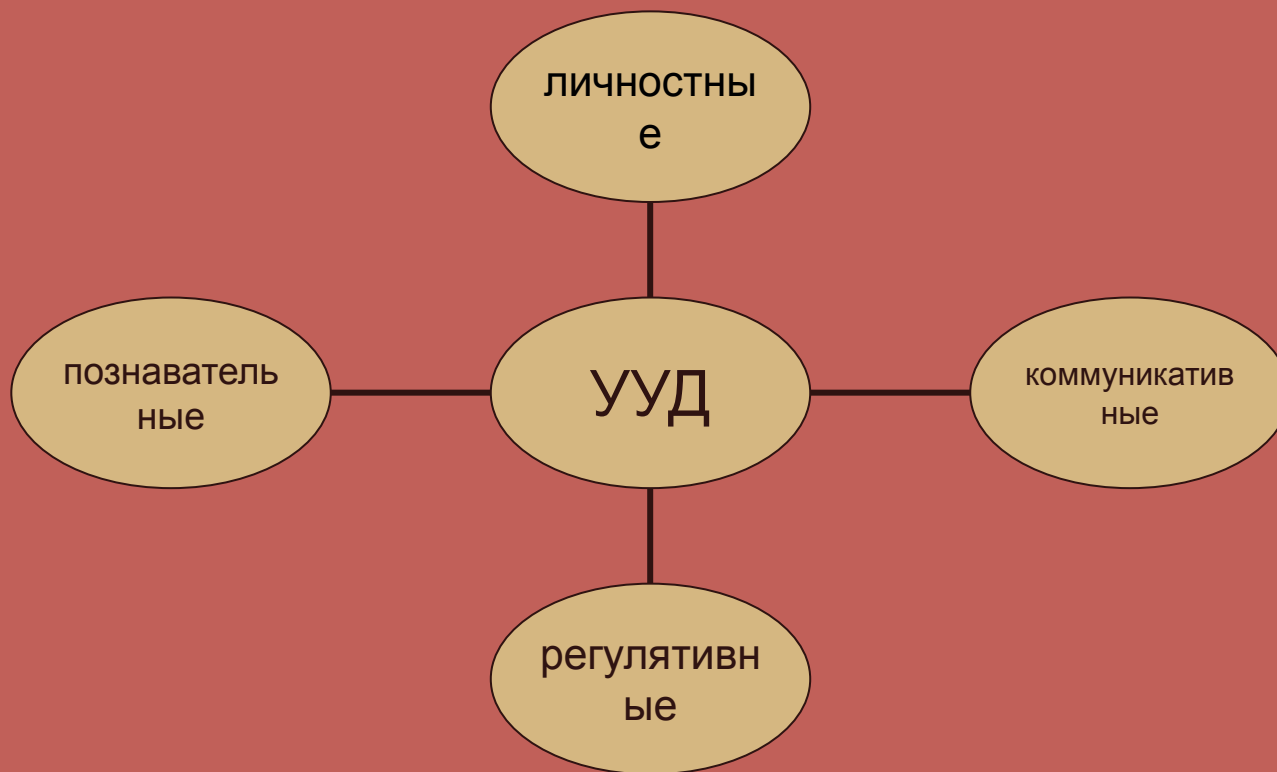 личностны
е
познаватель
ные
УУД
коммуникатив
ные
регулятивн
ые